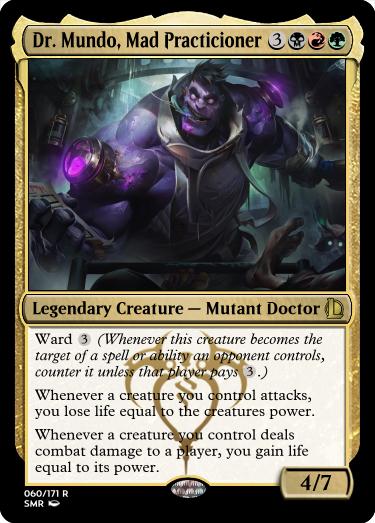 Dr. Mundo, Mad Practicioner 3
Legendary Creature — Mutant Doctor
Ward 3 (Whenever this creature becomes the
target of a spell or ability an opponent controls,
counter it unless that player pays 3.)
Whenever a creature you control attacks,
you lose life equal to the creatures power.
Whenever a creature you control deals
combat damage to a player, you gain life
equal to its power.
4/7
060/171 R
SMR